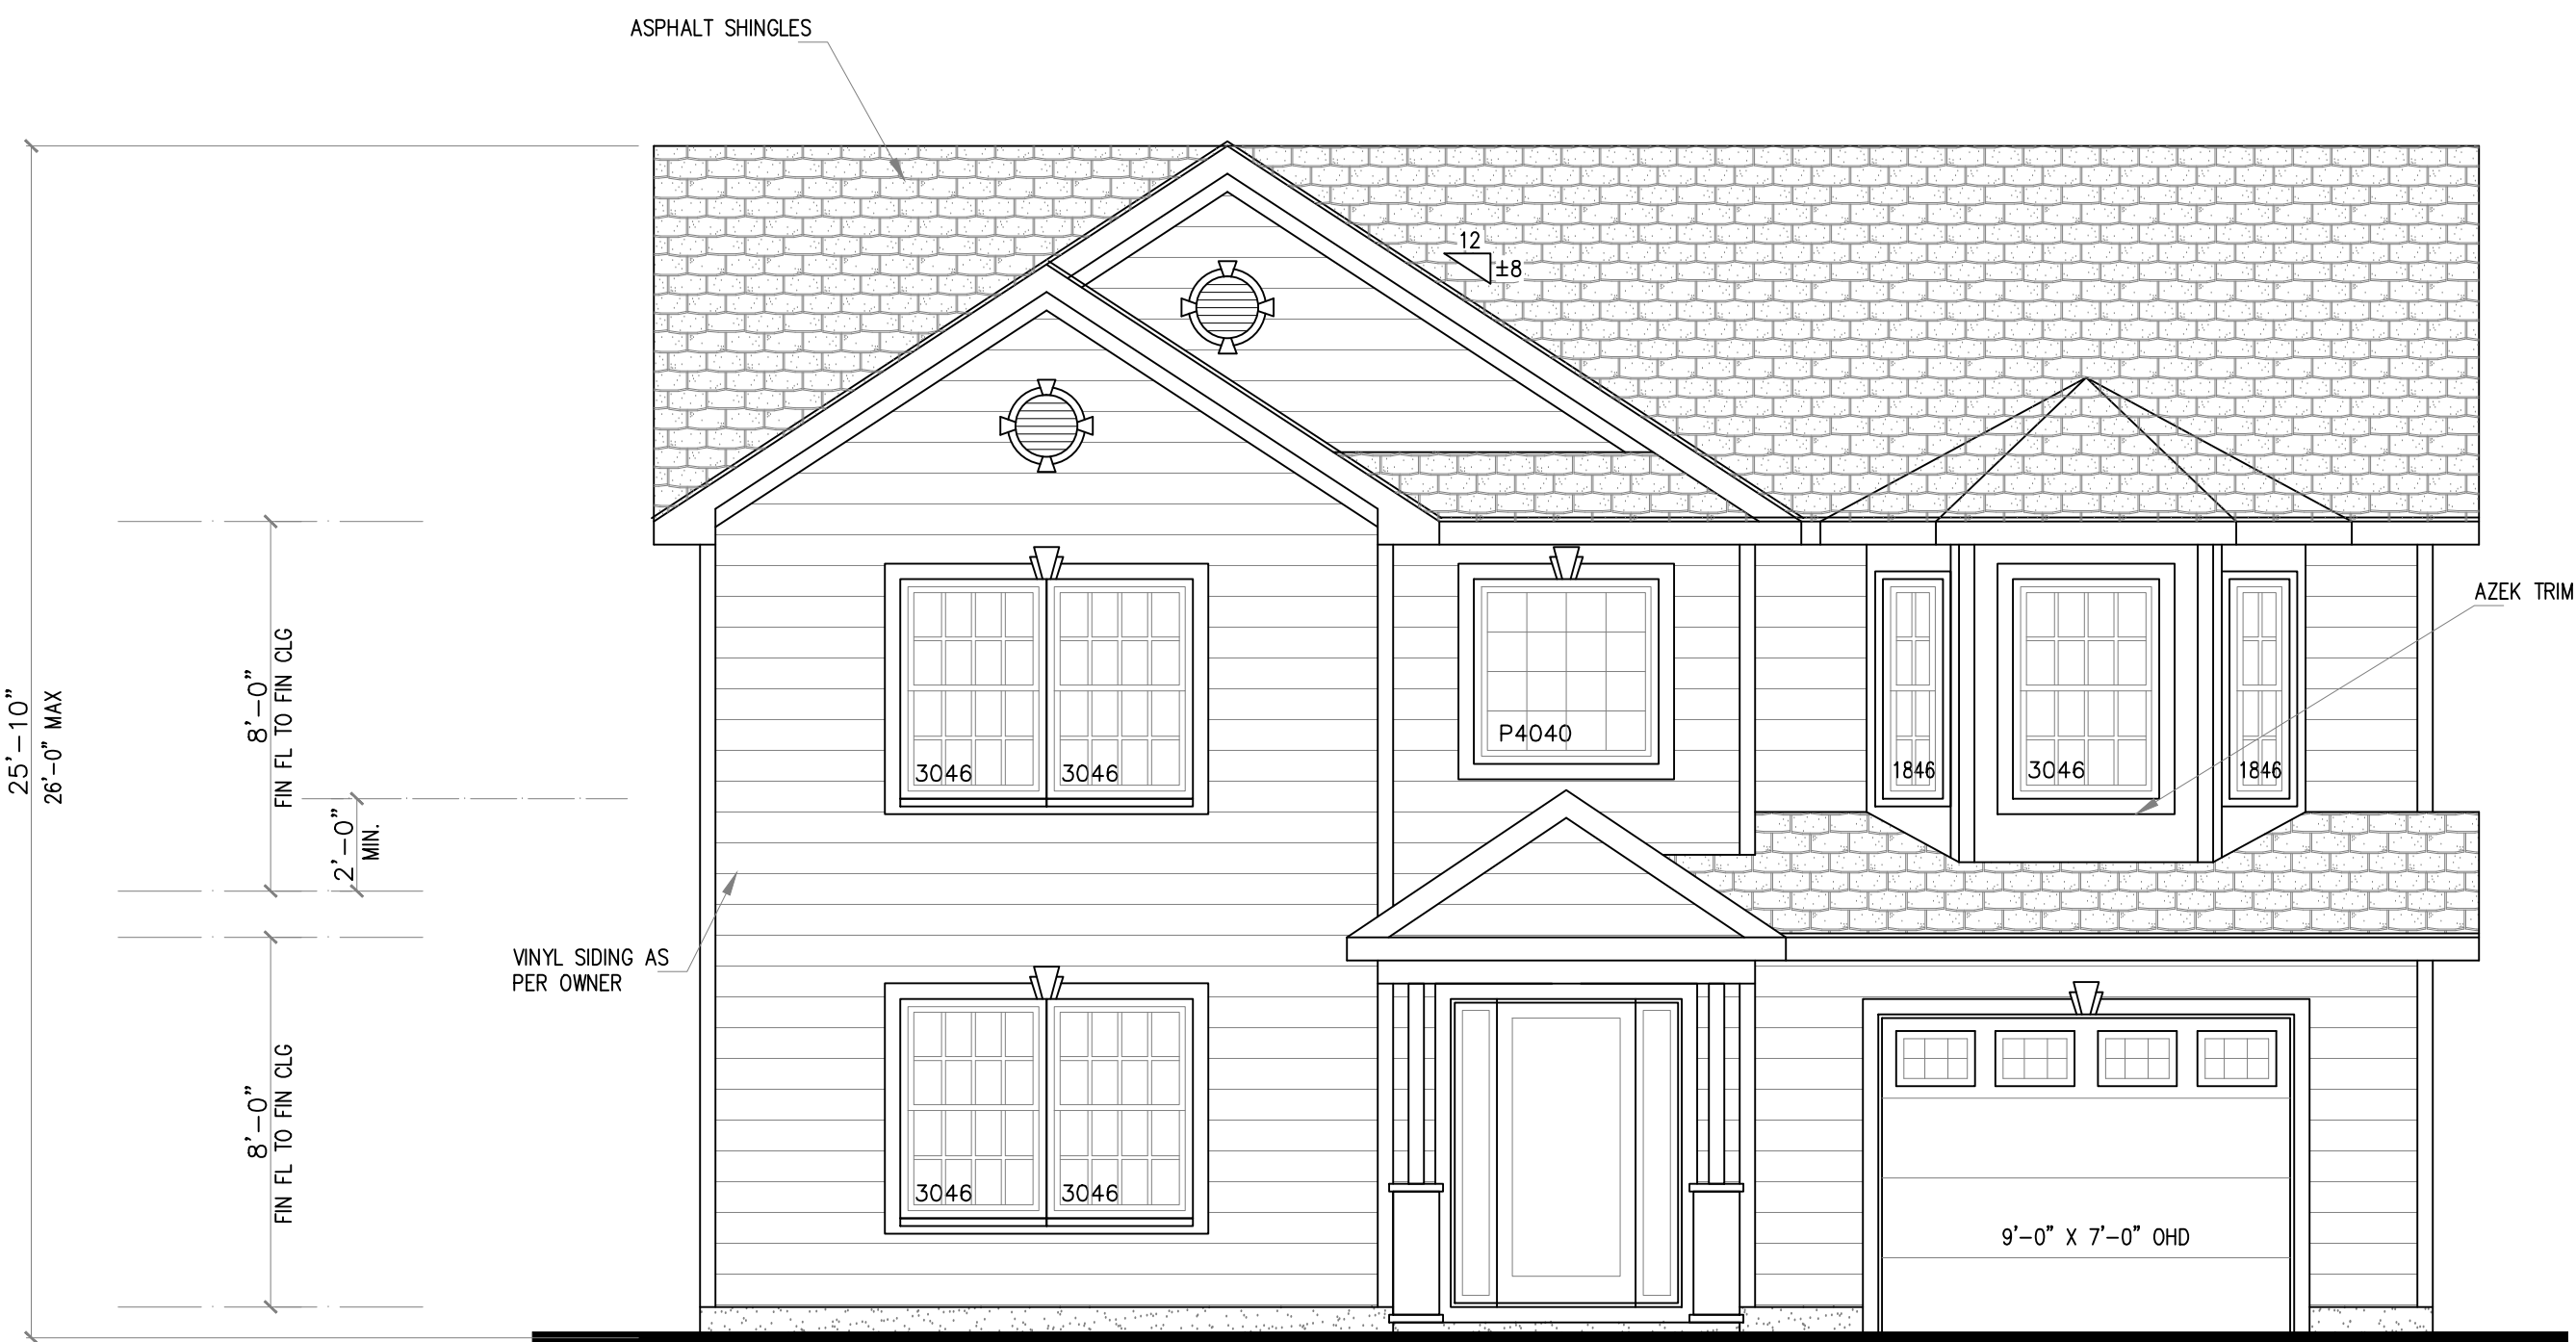 ASPHALT SHINGLES
12
±8
AZEK TRIM
25'-10"
26'-0" MAX
8'-0"
FIN FL TO FIN CLG
2'-0"
MIN.
3046
3046
P4040
1846
3046
1846
VINYL SIDING AS
PER OWNER
8'-0"
FIN FL TO FIN CLG
3046
3046
9'-0" X 7'-0" OHD